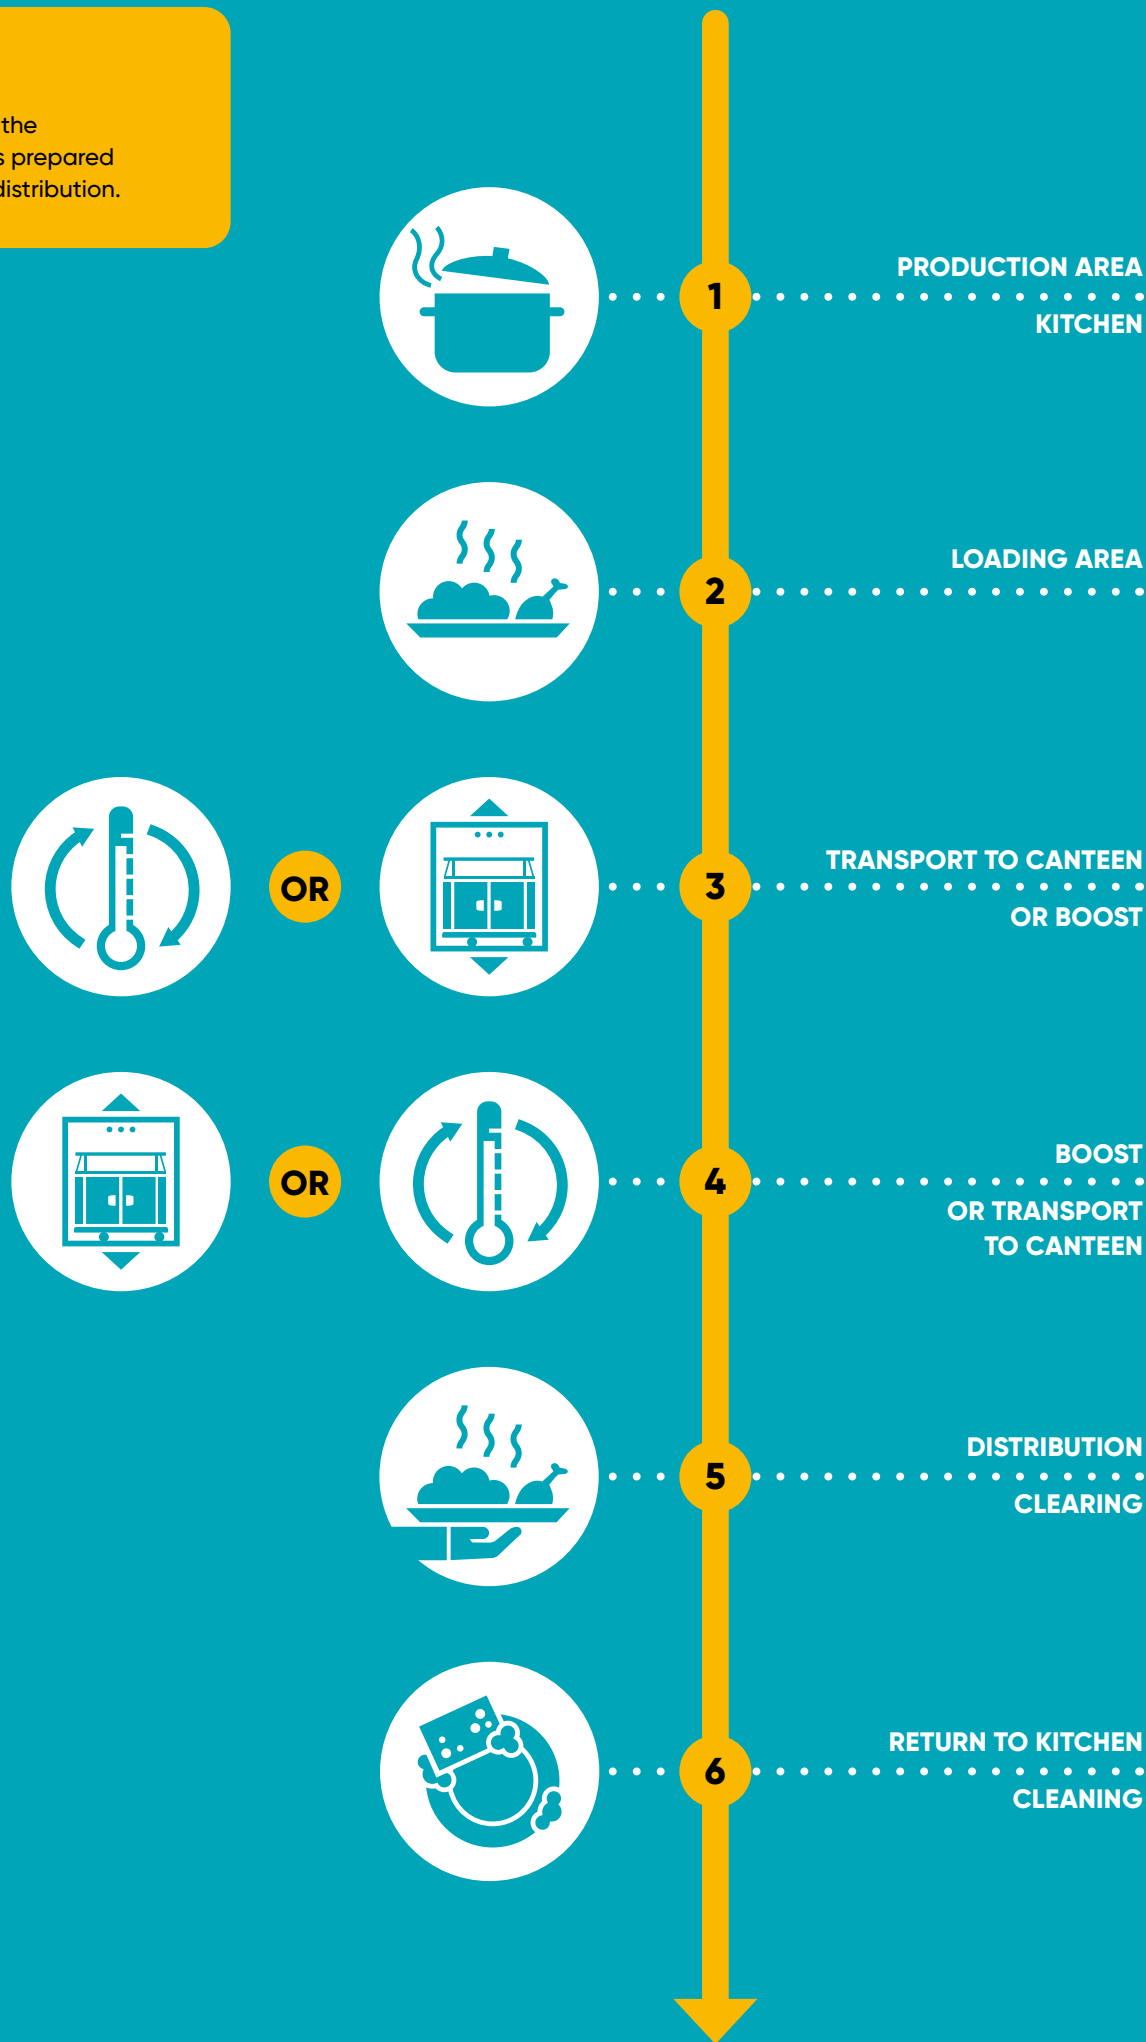 the
s prepared
distribution.
1
PRODUCTION AREA
KITCHEN
2
LOADING AREA
OR
3
TRANSPORT TO CANTEEN
OR BOOST
OR
4
BOOST
OR TRANSPORT
TO CANTEEN
5
DISTRIBUTION
CLEARING
6
RETURN TO KITCHEN
CLEANING